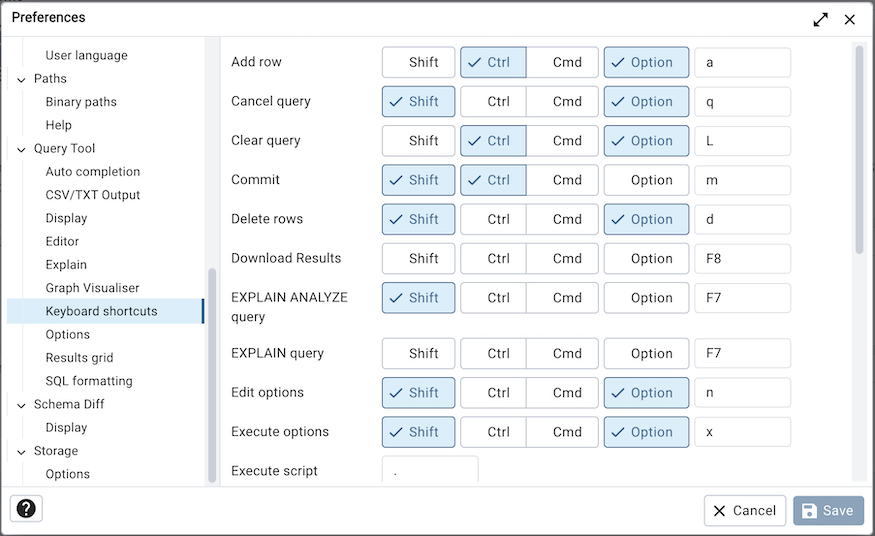 Preferences
User language
Paths
Binary paths
Help
Query Tool
Auto completion
CSV/TXT Output
Display
Editor
Explain
Graph Visualiser
Keyboard shortcuts
Options
Results grid
SQL formatting
Schema Diff
Display
Storage
Options
Add row Shift Ctrl Cmd Option a
Cancel query Shift Ctrl Cmd Option q
Clear query Shift Ctrl Cmd Option L
Commit Shift Ctrl Cmd Option m
Delete rows Shift Ctrl Cmd Option d
Download Results Shift Ctrl Cmd Option F8
EXPLAIN ANALYZE Shift Ctrl Cmd Option F7
query
EXPLAIN query Shift Ctrl Cmd Option F7
Edit options Shift Ctrl Cmd Option n
Execute options Shift Ctrl Cmd Option x
Execute script .
? Cancel Save